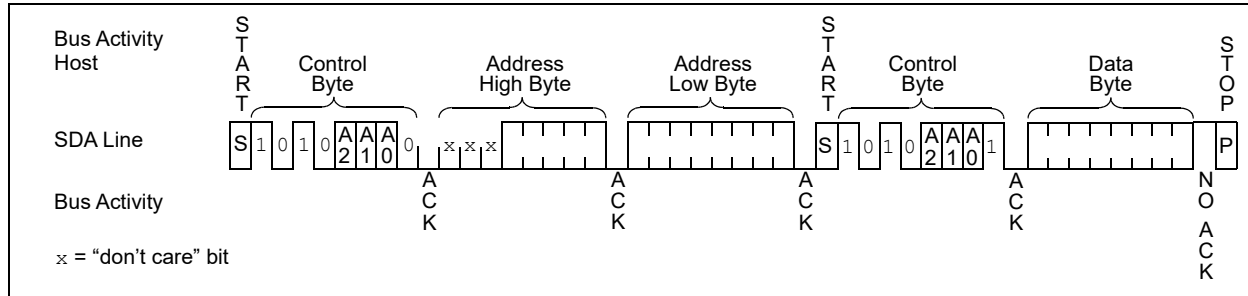 Bus Activity
Host
START
Control
Byte
Address
High Byte
Address
Low Byte
START
Control
Byte
Data
Byte
STOP
SDA Line
S 1 0 1 0 A2 A1 A0 0 x x x S 1 0 1 0 A2 A1 A0 1 P
Bus Activity
ACK
ACK
ACK
ACK
NO ACK
x = “don’t care” bit